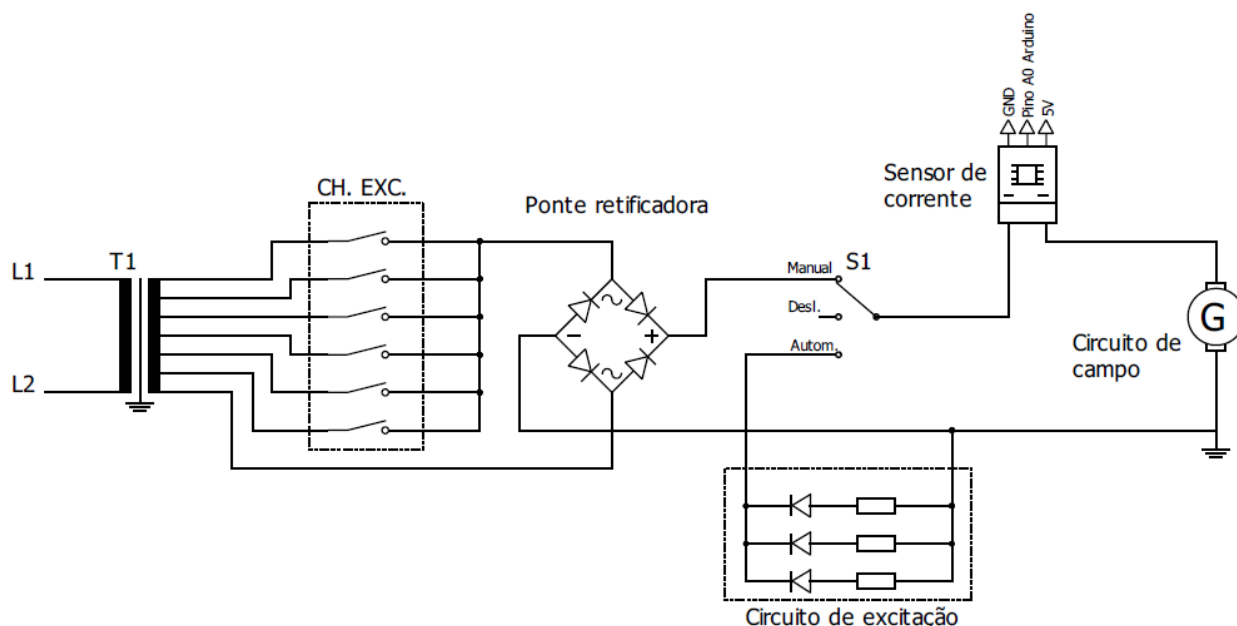 GND
Pino A0 Arduino
5V
Sensor de
corrente
CH. EXC.
Ponte retificadora
L1
T1
Manual
S1
Desl.
G
Autom.
Circuito de
campo
L2
Circuito de excitação